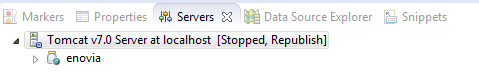 Markers Properties Servers Data Source Explorer Snippets
Tomcat v7.0 Server at localhost [Stopped, Republish]
enovia